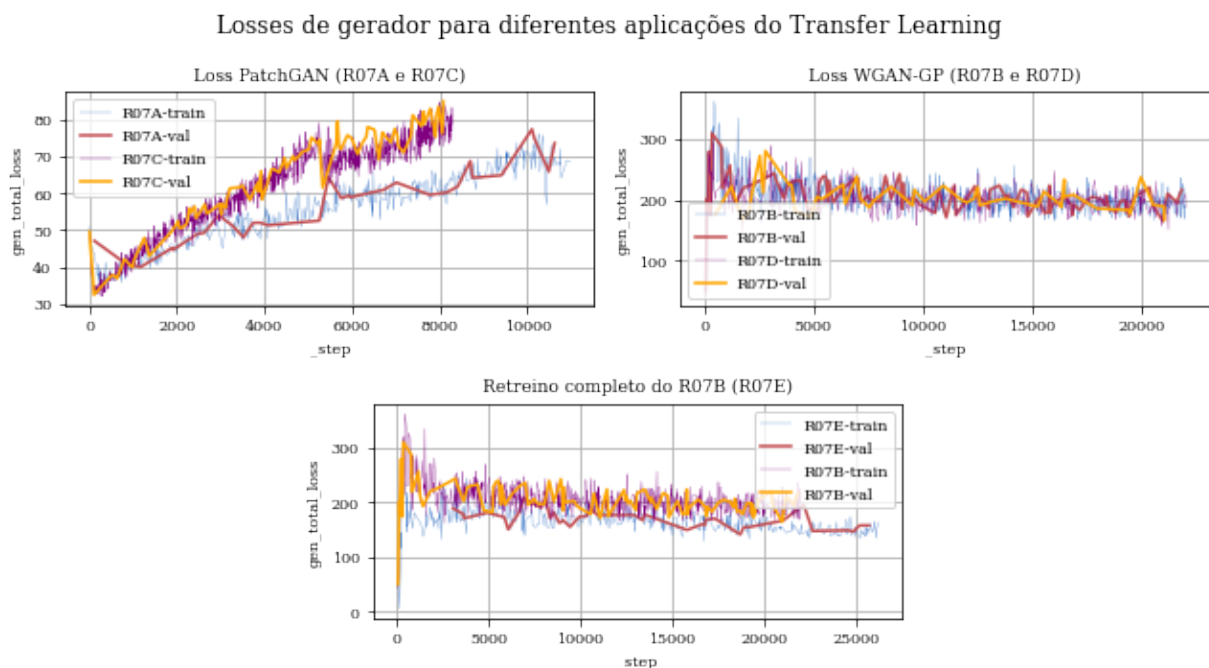 Losses de gerador para diferentes aplicações do Transfer Learning
Loss PatchGAN (R07A e R07C)
gen_total_loss
80
70
60
50
40
30
R07A-train
R07A-val
R07C-train
R07C-val
0 2000 4000 6000 8000 10000
_step
Loss WGAN-GP (R07B e R07D)
gen_total_loss
300
200
100
R07B-train
R07B-val
R07D-train
R07D-val
0 5000 10000 15000 20000
_step
Retreino completo do R07B (R07E)
gen_total_loss
300
200
100
0
R07E-train
R07E-val
R07B-train
R07B-val
0 5000 10000 15000 20000 25000
step